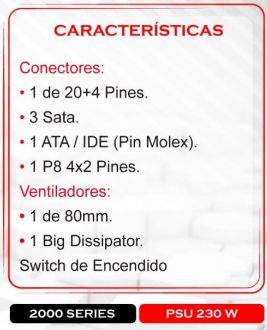 CARACTERÍSTICAS
Conectores:
• 1 de 20+4 Pines.
• 3 Sata.
• 1 ATA / IDE (Pin Molex).
• 1 P8 4x2 Pines.
Ventiladores:
• 1 de 80mm.
• 1 Big Dissipator.
Switch de Encendido
2000 SERIES
PSU 230 W